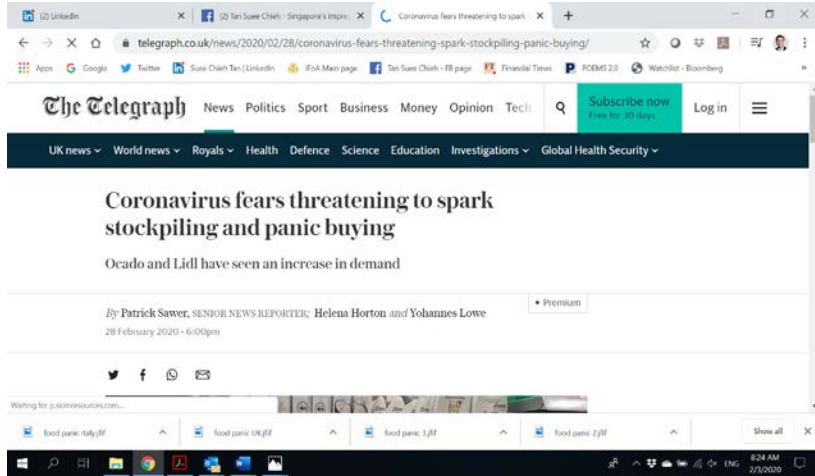 (2) LinkedIn
(2) Tan Suee Chieh - Singapore's Impre
Coronavirus fears threatening to spark
telegraph.co.uk/news/2020/02/28/coronavirus-fears-threatening-spark-stockpiling-panic-buying/
Apps Google Twitter Suee Chieh Tan | LinkedIn IFoA Main page Tan Suee Chieh - FB page Financial Times POEMS 2.0 Watchlist - Bloomberg
The Telegraph News Politics Sport Business Money Opinion Tech Subscribe now Log in
Free for 30 days
UK news World news Royals Health Defence Science Education Investigations Global Health Security
Coronavirus fears threatening to spark
stockpiling and panic buying
Ocado and Lidl have seen an increase in demand
Premium
By Patrick Sawer, SENIOR NEWS REPORTER; Helena Horton and Yohannes Lowe
28 February 2020 • 6:00pm
Waiting for p.skimresources.com...
food panic italy.jfif food panic UK.jfif food panic 3.jfif food panic 2.jfif Show all
ENG 8:24 AM
2/3/2020